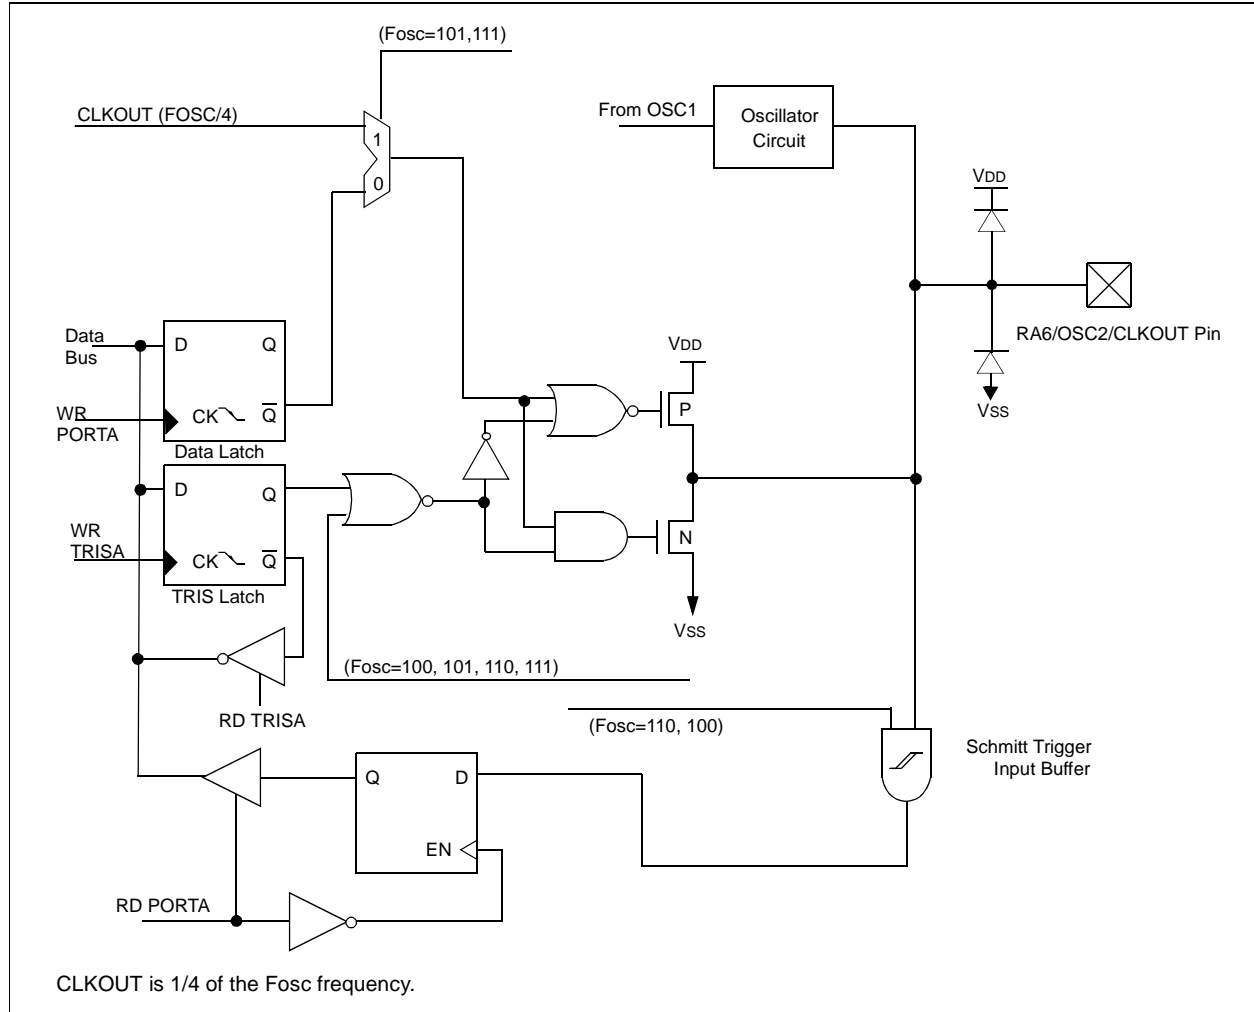 (Fosc=101,111)
CLKOUT (FOSC/4)
1
0
From OSC1
Oscillator
Circuit
VDD
RA6/OSC2/CLKOUT Pin
VSS
Data
Bus
D
Q
WR
PORTA
CK
Q
Data Latch
D
Q
WR
TRISA
CK
Q
TRIS Latch
VDD
P
N
VSS
(Fosc=100, 101, 110, 111)
RD TRISA
(Fosc=110, 100)
Schmitt Trigger
Input Buffer
Q
D
EN
RD PORTA
CLKOUT is 1/4 of the Fosc frequency.